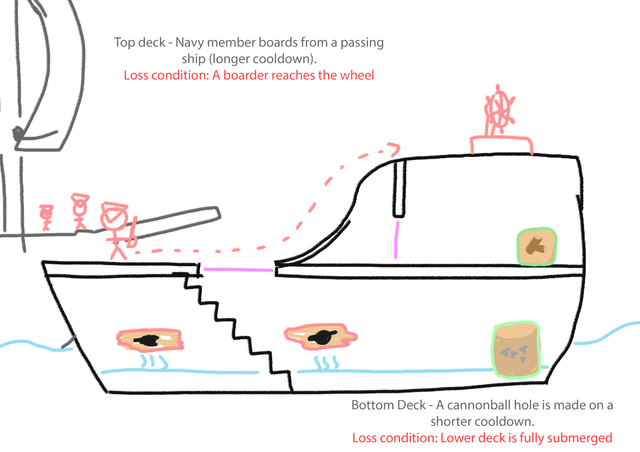 Top deck - Navy member boards from a passing
ship (longer cooldown).
Loss condition: A boarder reaches the wheel
Bottom Deck - A cannonball hole is made on a
shorter cooldown.
Loss condition: Lower deck is fully submerged